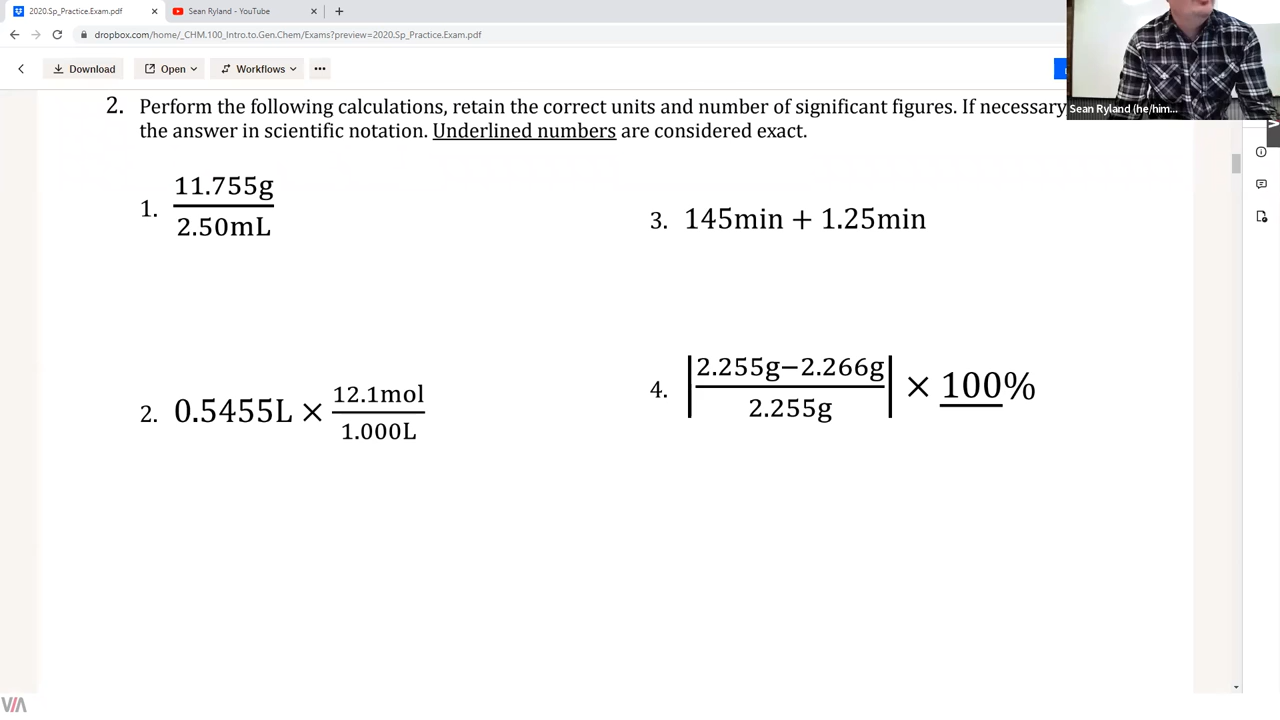 2020.Sp_Practice.Exam.pdf
Sean Ryland - YouTube
dropbox.com/home/_CHM.100_Intro.to.Gen.Chem/Exams?preview=2020.Sp_Practice.Exam.pdf
Download
Open
Workflows
Sean Ryland (he/him...
2. Perform the following calculations, retain the correct units and number of significant figures. If necessary
the answer in scientific notation. Underlined numbers are considered exact.
1. 11.755g
2.50mL
3. 145min + 1.25min
2. 0.5455L × 12.1mol
1.000L
4. |2.255g−2.266g| × 100%
2.255g
VIA